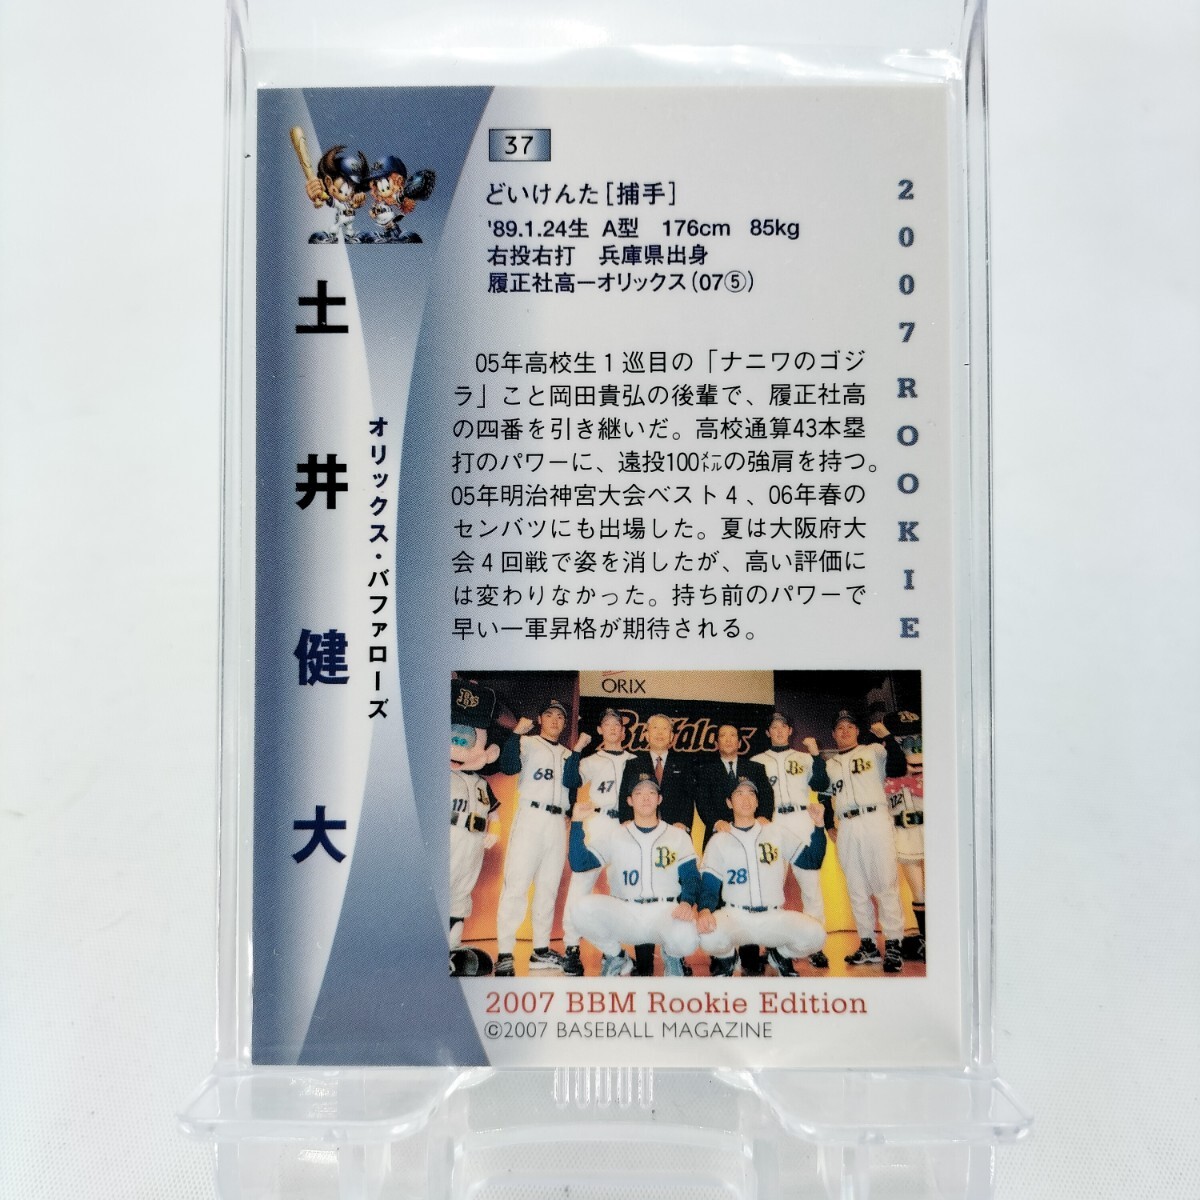 37
どいけんた[捕手]
'89.1.24生 A型 176cm 85kg
右投右打 兵庫県出身
履正社高ーオリックス(07⑤)
土井健大
オリックス・バファローズ
2007 ROOKIE
05年高校生1巡目の「ナニワのゴジ
ラ」こと岡田貴弘の後輩で、履正社高
の四番を引き継いだ。高校通算43本塁
打のパワーに、遠投100㍍の強肩を持つ。
05年明治神宮大会ベスト4、06年春の
センバツにも出場した。夏は大阪府大
会4回戦で姿を消したが、高い評価に
は変わりなかった。持ち前のパワーで
早い一軍昇格が期待される。
ORIX
Buffaloes
68
47
10
28
111
2007 BBM Rookie Edition
©2007 BASEBALL MAGAZINE